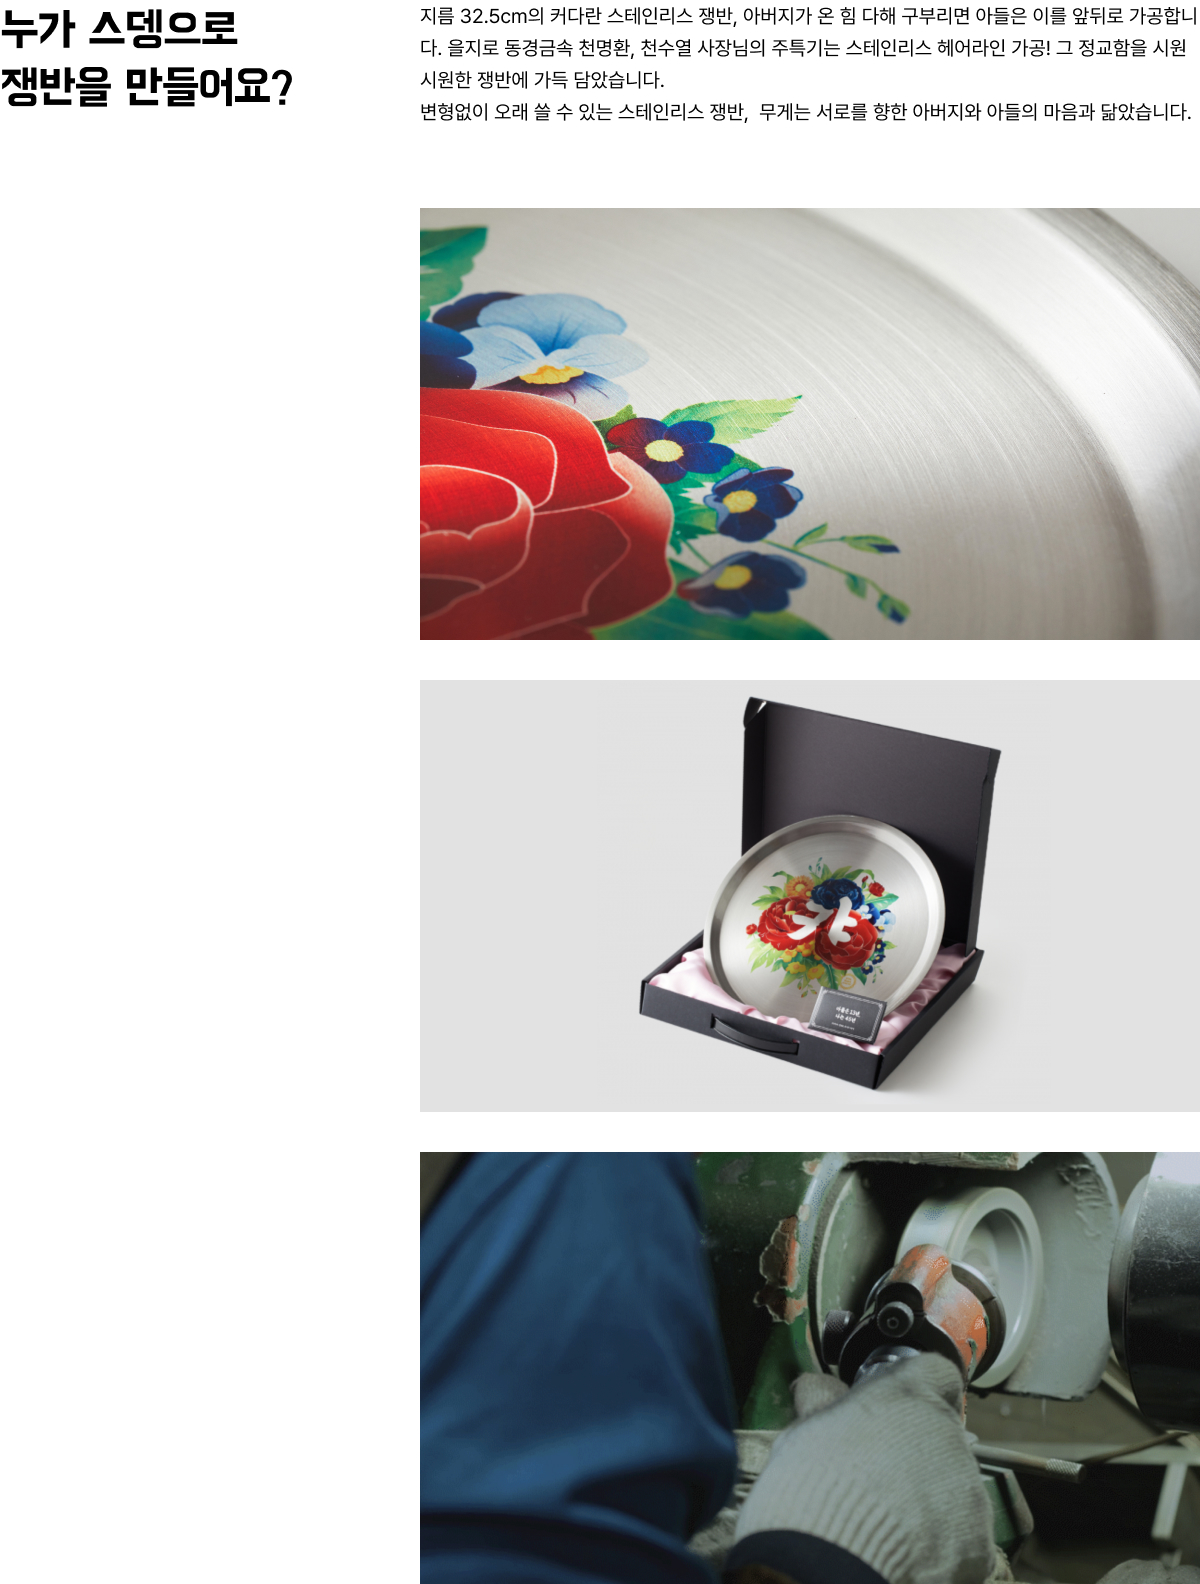 누가 스뎅으로
쟁반을 만들어요?
지름 32.5cm의 커다란 스테인리스 쟁반, 아버지가 온 힘 다해 구부리면 아들은 이를 앞뒤로 가공합니
다. 을지로 동경금속 천명환, 천수열 사장님의 주특기는 스테인리스 헤어라인 가공! 그 정교함을 시원
시원한 쟁반에 가득 담았습니다.
변형없이 오래 쓸 수 있는 스테인리스 쟁반,  무게는 서로를 향한 아버지와 아들의 마음과 닮았습니다.
카